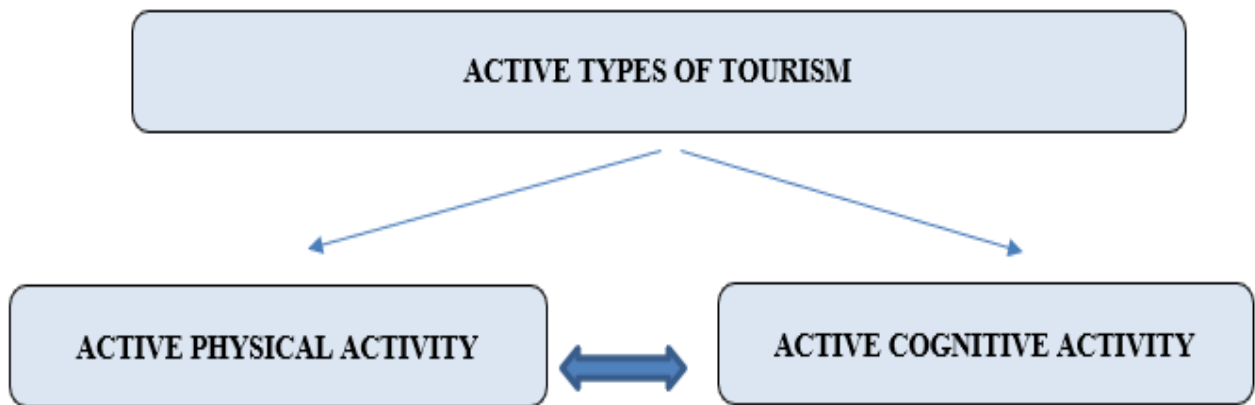 ACTIVE TYPES OF TOURISM
ACTIVE PHYSICAL ACTIVITY
ACTIVE COGNITIVE ACTIVITY